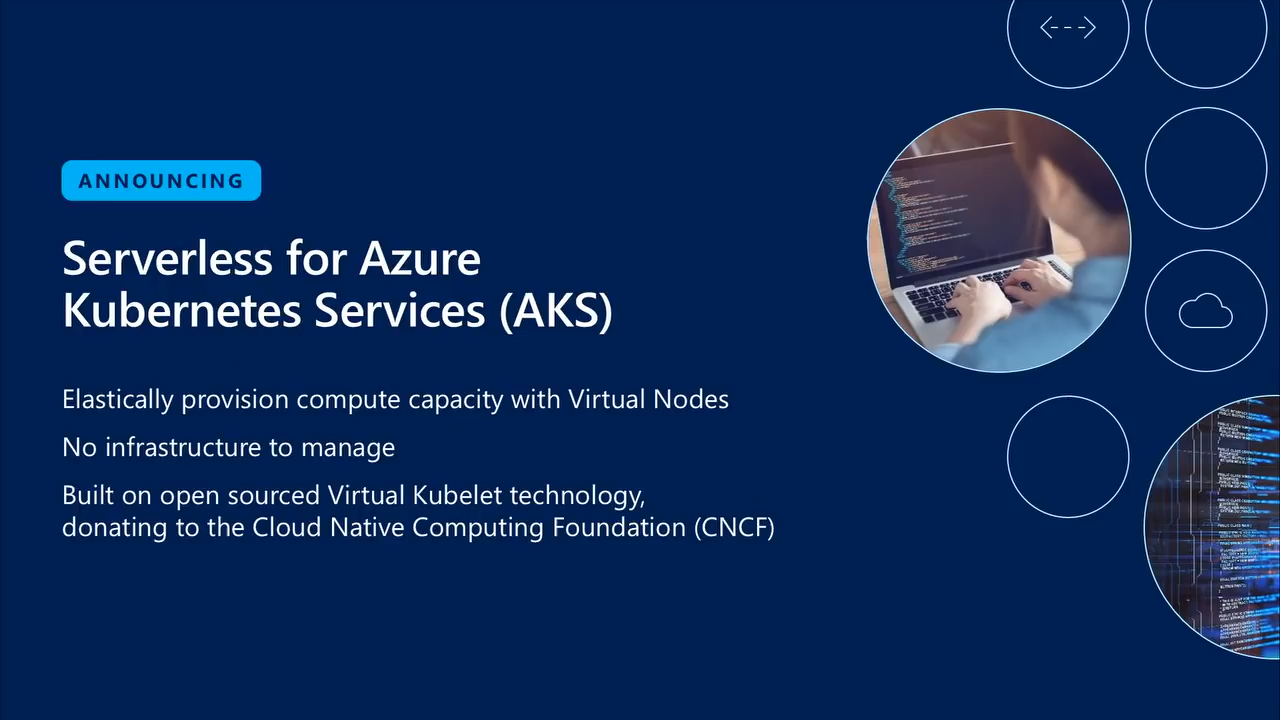 ANNOUNCING
Serverless for Azure
Kubernetes Services (AKS)
Elastically provision compute capacity with Virtual Nodes
No infrastructure to manage
Built on open sourced Virtual Kubelet technology,
donating to the Cloud Native Computing Foundation (CNCF)